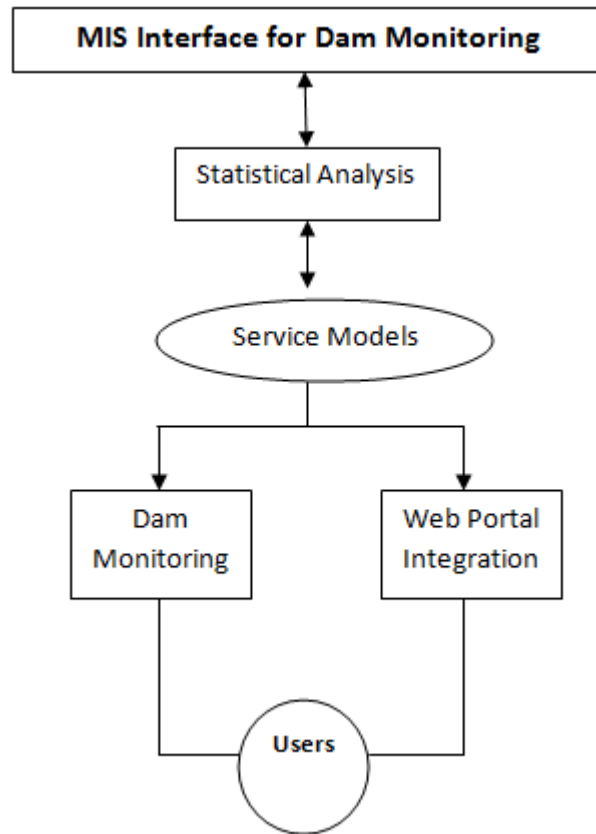 MIS Interface for Dam Monitoring
Statistical Analysis
Service Models
Dam
Monitoring
Web Portal
Integration
Users